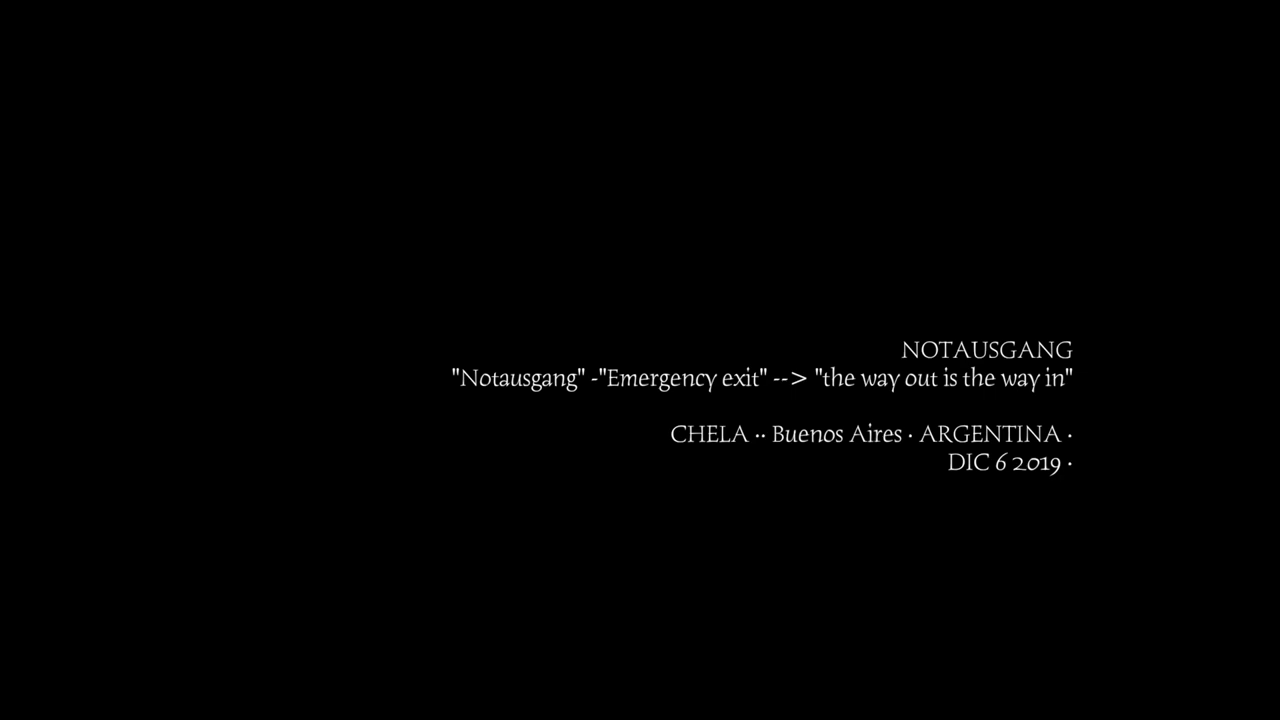 NOTAUSGANG
"Notausgang" -"Emergency exit" --> "the way out is the way in"
CHELA ·· Buenos Aires · ARGENTINA ·
DIC 6 2019 ·